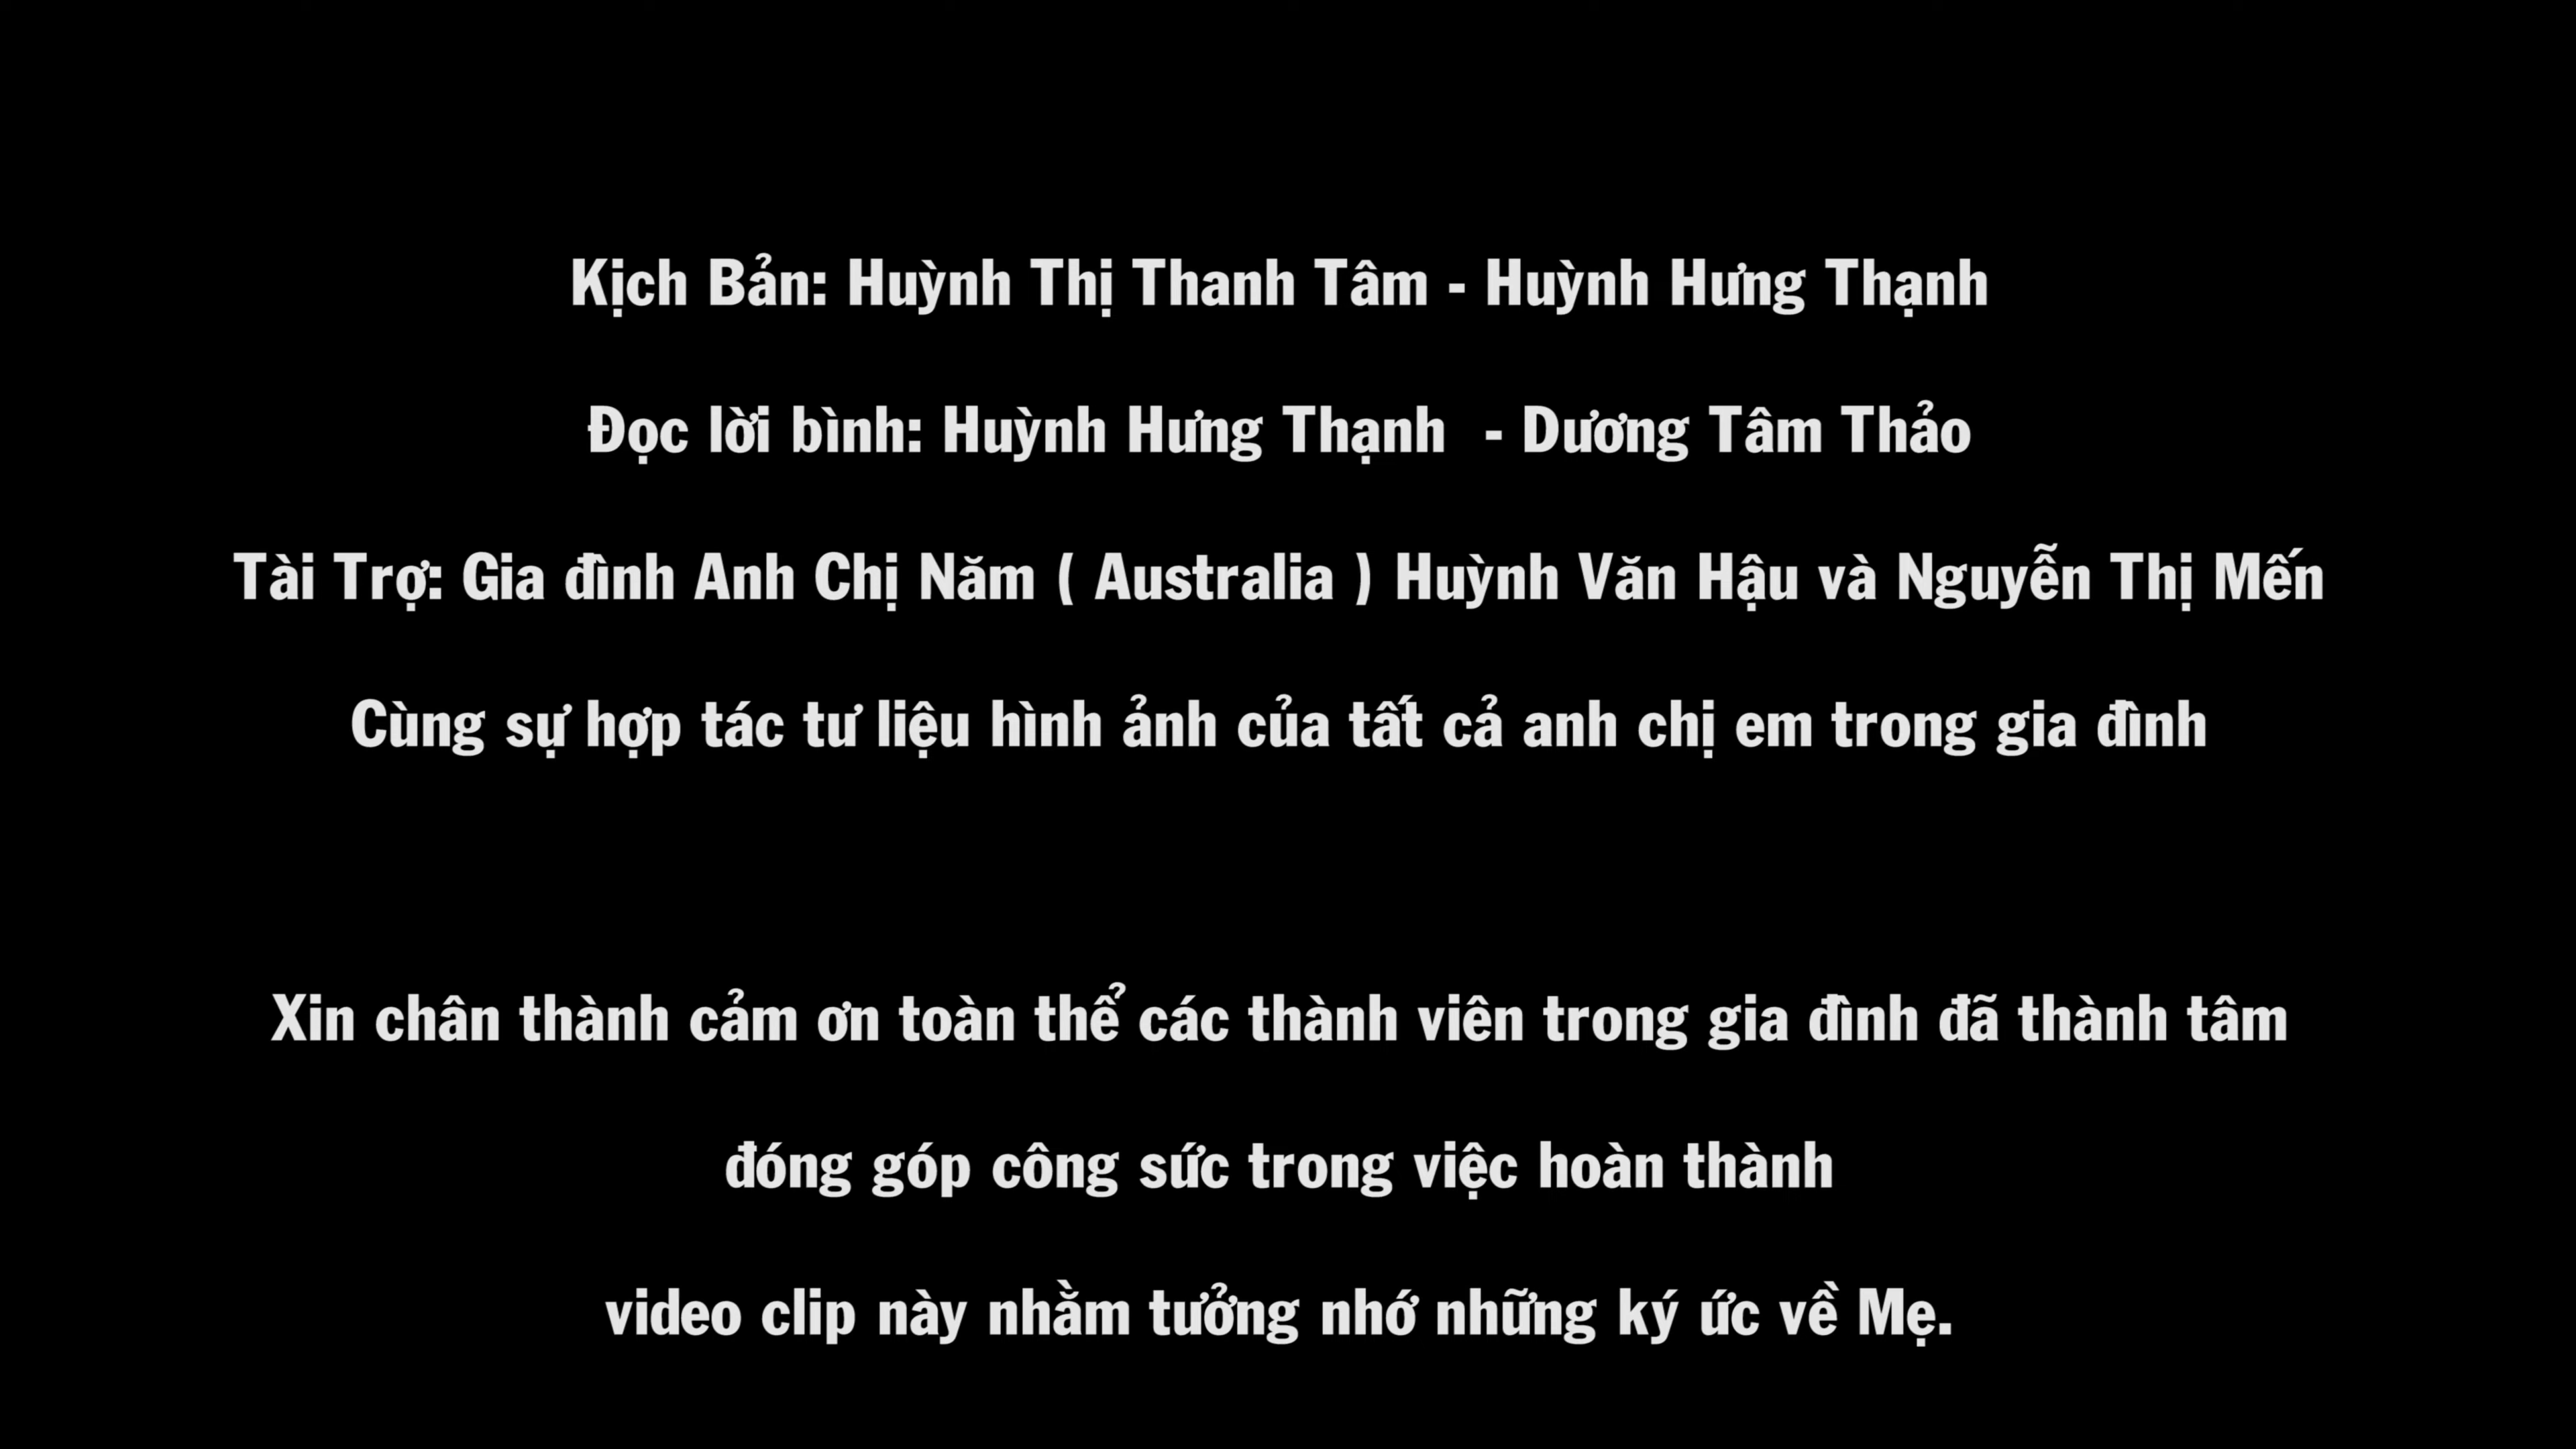 Kịch Bản: Huỳnh Thị Thanh Tâm - Huỳnh Hưng Thạnh
Đọc lời bình: Huỳnh Hưng Thạnh  - Dương Tâm Thảo
Tài Trợ: Gia đình Anh Chị Năm ( Australia ) Huỳnh Văn Hậu và Nguyễn Thị Mến
Cùng sự hợp tác tư liệu hình ảnh của tất cả anh chị em trong gia đình
Xin chân thành cảm ơn toàn thể các thành viên trong gia đình đã thành tâm
đóng góp công sức trong việc hoàn thành
video clip này nhằm tưởng nhớ những ký ức về Mẹ.